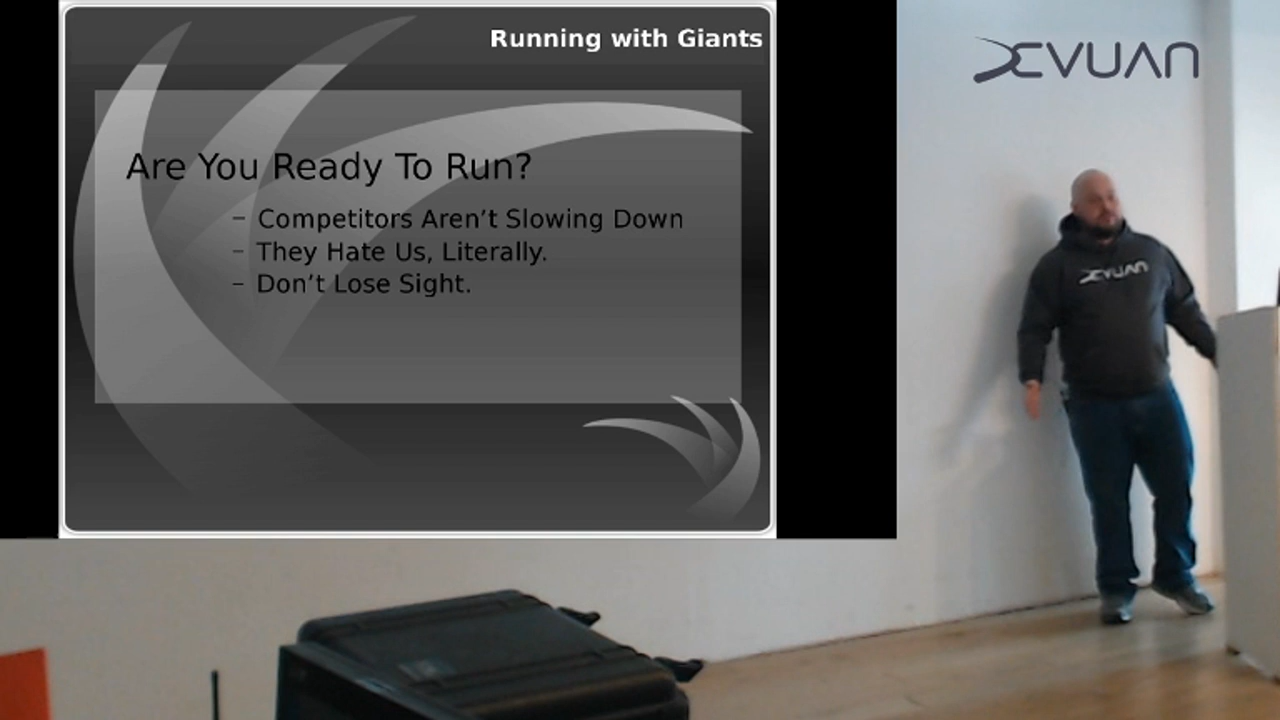 Running with Giants
DEVUAN
Are You Ready To Run?
– Competitors Aren’t Slowing Down
– They Hate Us, Literally.
– Don’t Lose Sight.
DEVUAN